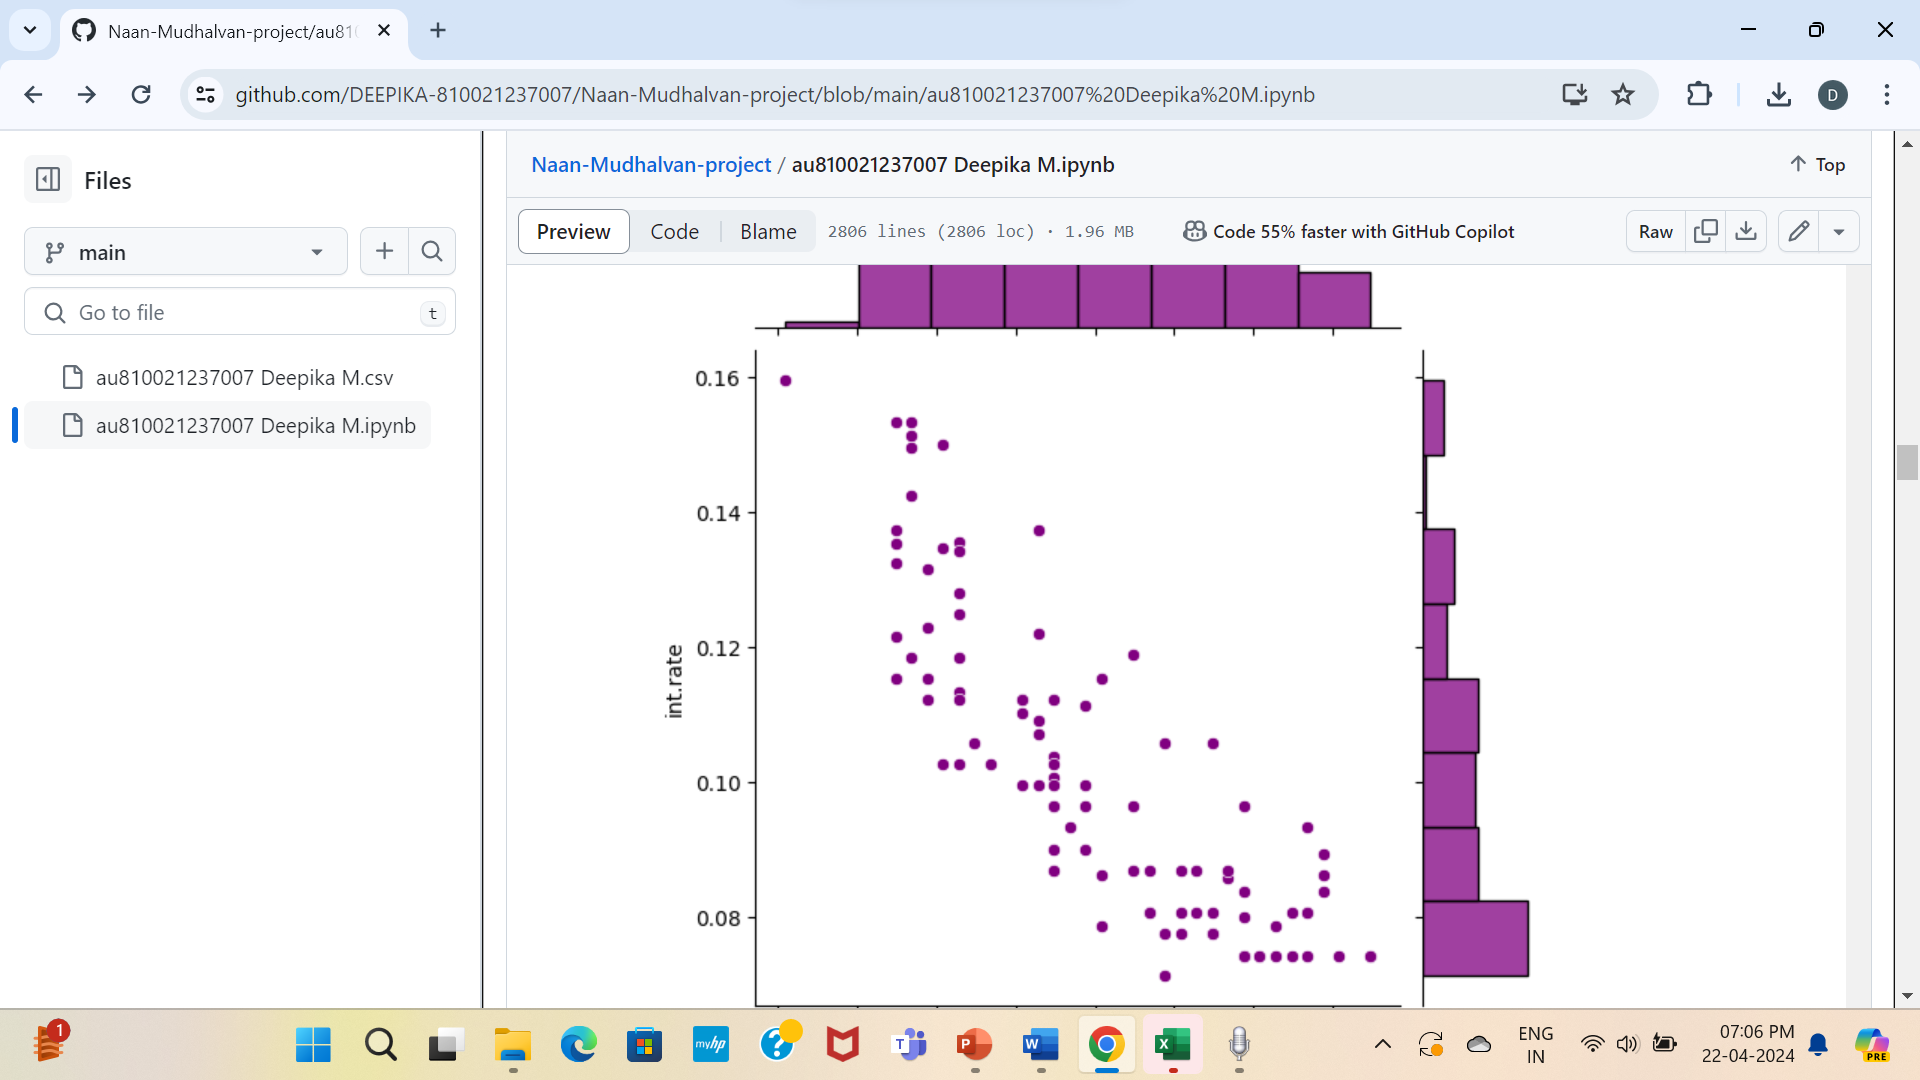 Naan-Mudhalvan-project/au810
github.com/DEEPIKA-810021237007/Naan-Mudhalvan-project/blob/main/au810021237007%20Deepika%20M.ipynb
D
Files
main
Go to file
t
au810021237007 Deepika M.csv
au810021237007 Deepika M.ipynb
Naan-Mudhalvan-project / au810021237007 Deepika M.ipynb
Top
Preview
Code
Blame
2806 lines (2806 loc) · 1.96 MB
Code 55% faster with GitHub Copilot
Raw
0.16
0.14
0.12
0.10
0.08
int.rate
1
myhp
?
T
P
W
X
ENG
IN
07:06 PM
22-04-2024
PRE